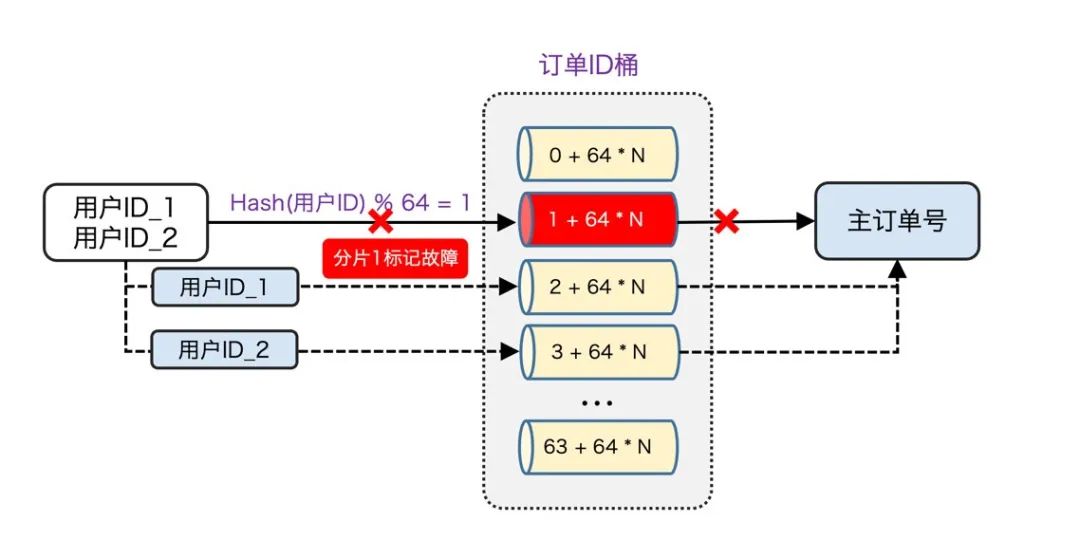 订单ID桶
0 + 64 * N
用户ID_1
用户ID_2
Hash(用户ID) % 64 = 1
1 + 64 * N
主订单号
分片1标记故障
用户ID_1
2 + 64 * N
用户ID_2
3 + 64 * N
...
63 + 64 * N